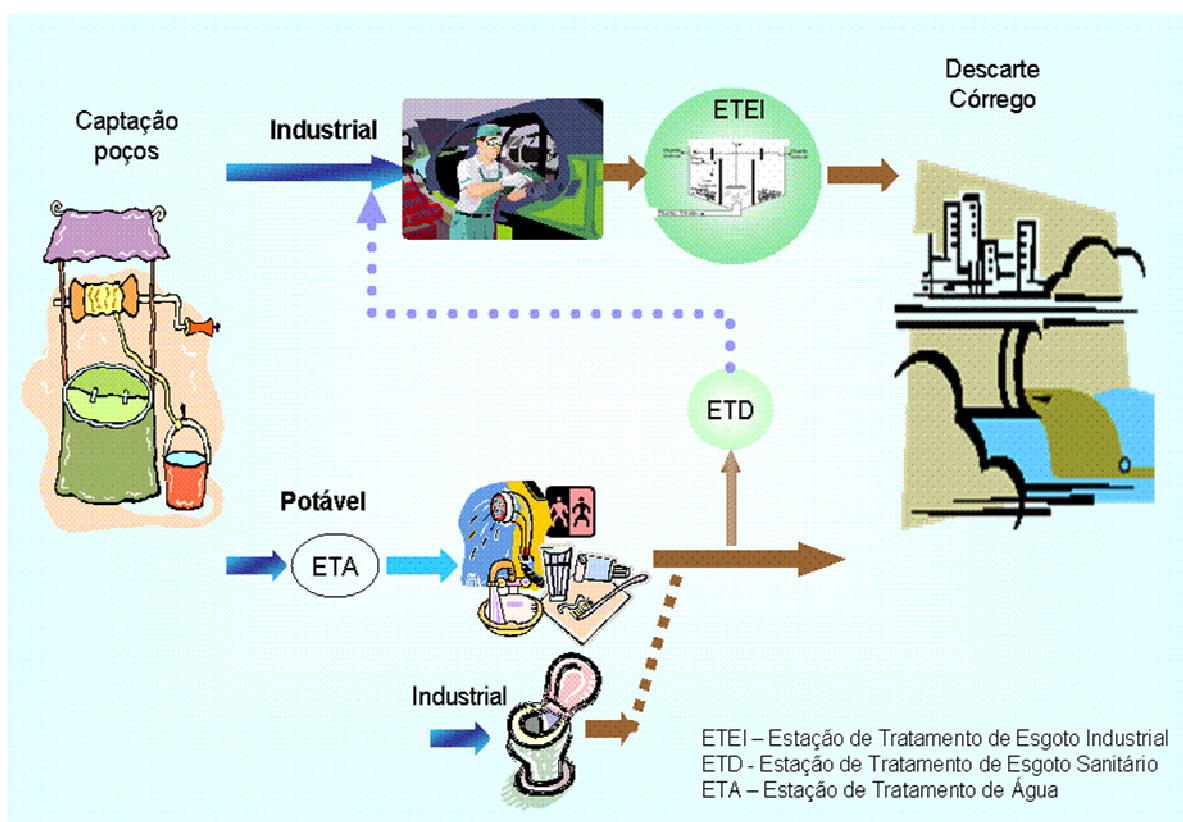 Captação
poços
Industrial
ETEI
Descarte
Córrego
ETD
Potável
ETA
Industrial
ETEI – Estação de Tratamento de Esgoto Industrial
ETD - Estação de Tratamento de Esgoto Sanitário
ETA – Estação de Tratamento de Água